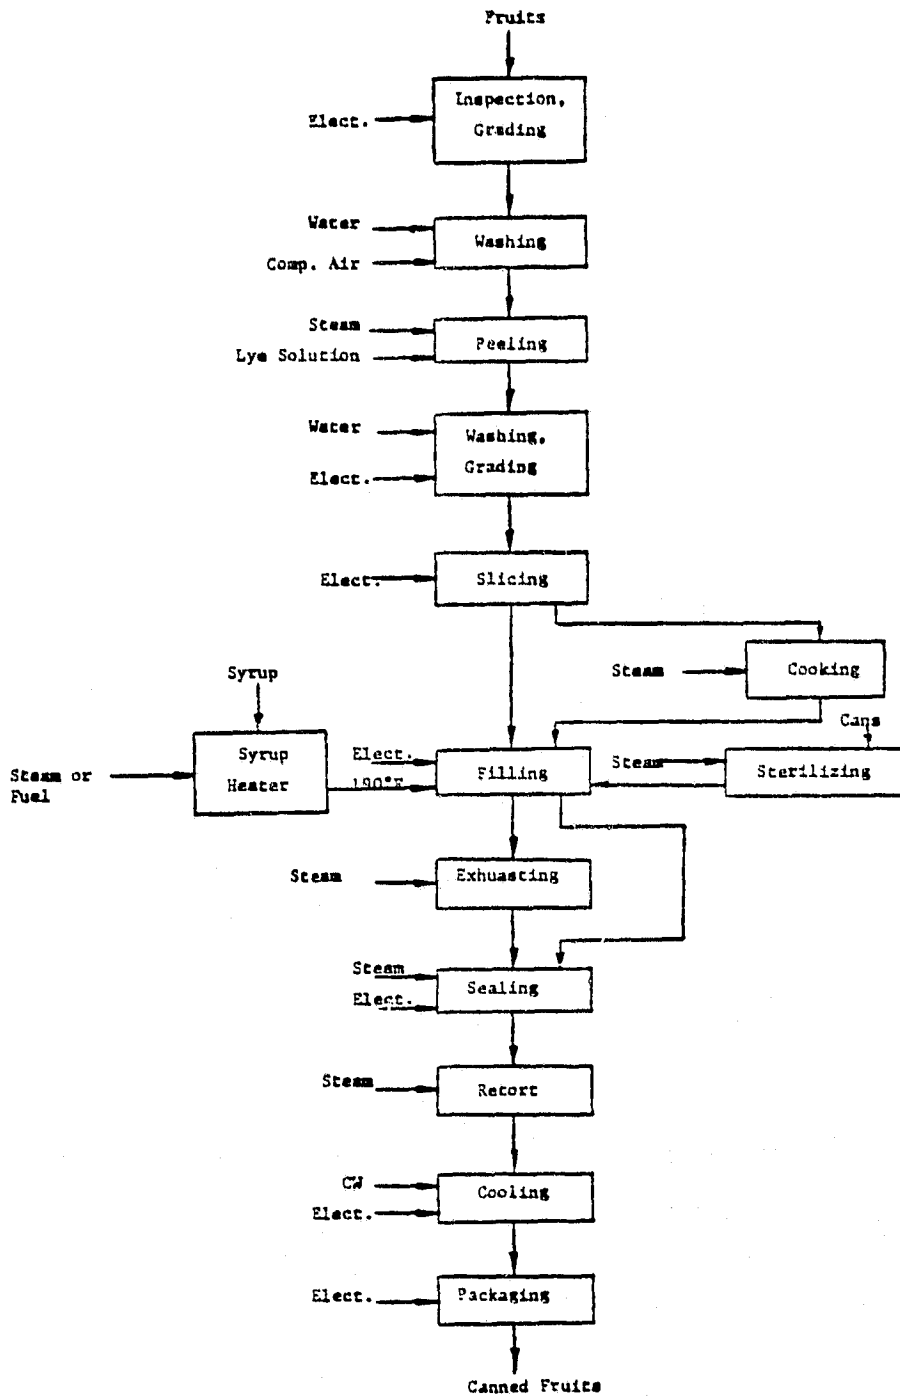 Fruits
Inspection,
Grading
Elect.
Water
Washing
Comp. Air
Steam
Peeling
Lye Solution
Water
Washing,
Grading
Elect.
Elect.
Slicing
Steam
Cooking
Syrup
Cans
Syrup
Heater
Steam or
Fuel
Elect.
190°F
Filling
Steam
Sterilizing
Steam
Exhuasting
Steam
Elect.
Sealing
Steam
Retort
CW
Elect.
Cooling
Elect.
Packaging
Canned Fruits